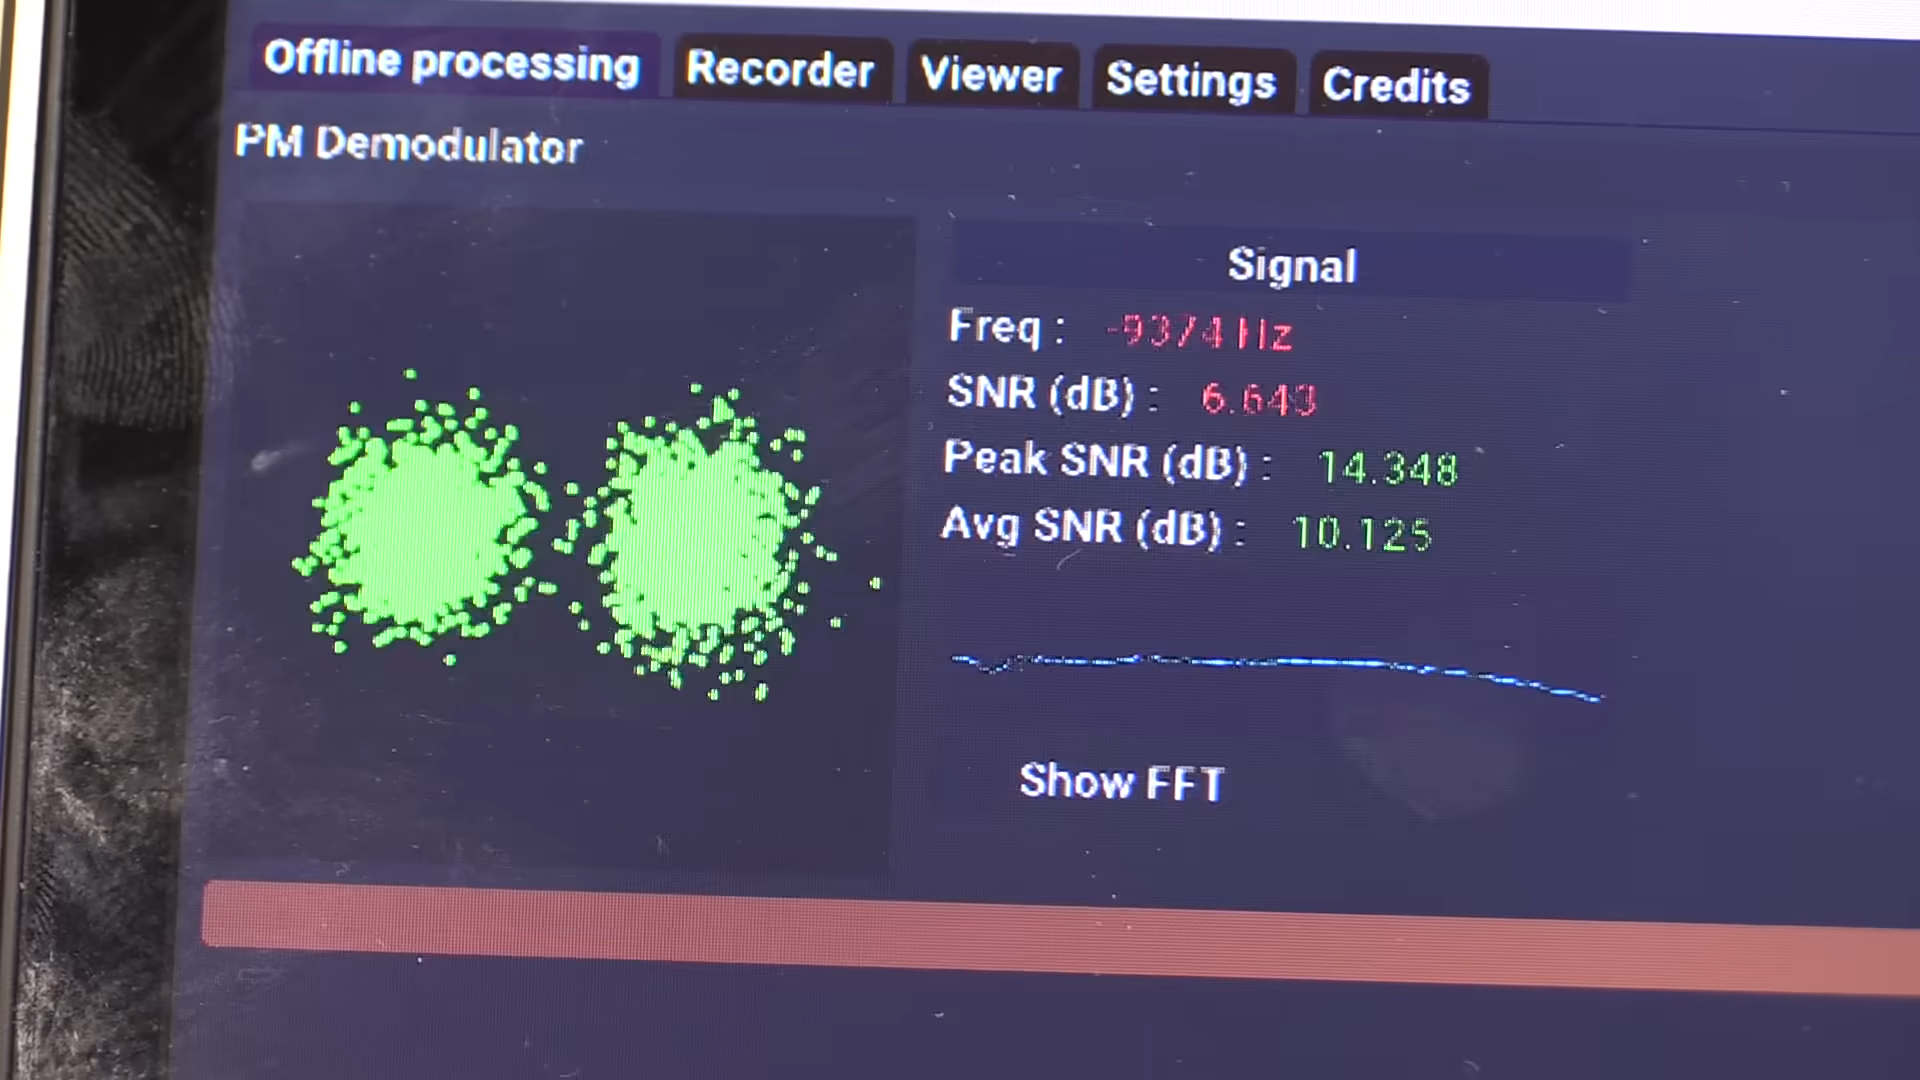 Offline processing Recorder Viewer Settings Credits
PM Demodulator
Signal
Freq : -9374 Hz
SNR (dB) : 6.643
Peak SNR (dB) : 14.348
Avg SNR (dB) : 10.125
Show FFT